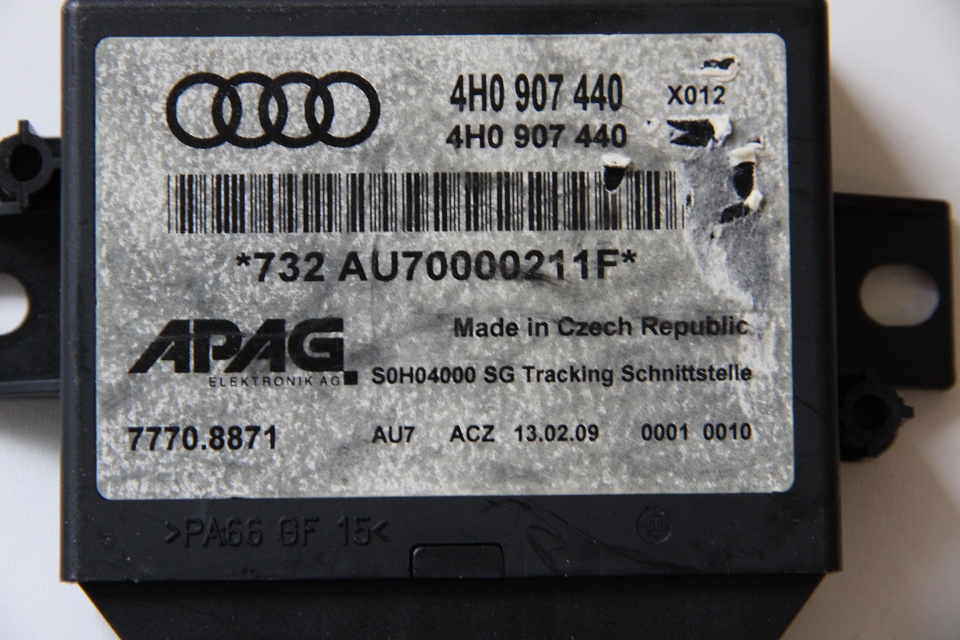 4H0 907 440 X012
4H0 907 440
*732 AU70000211F*
APAG
ELEKTRONIK AG
Made in Czech Republic
S0H04000 SG Tracking Schnittstelle
7770.8871 AU7 ACZ 13.02.09 0001 0010
>PA66 GF 15<